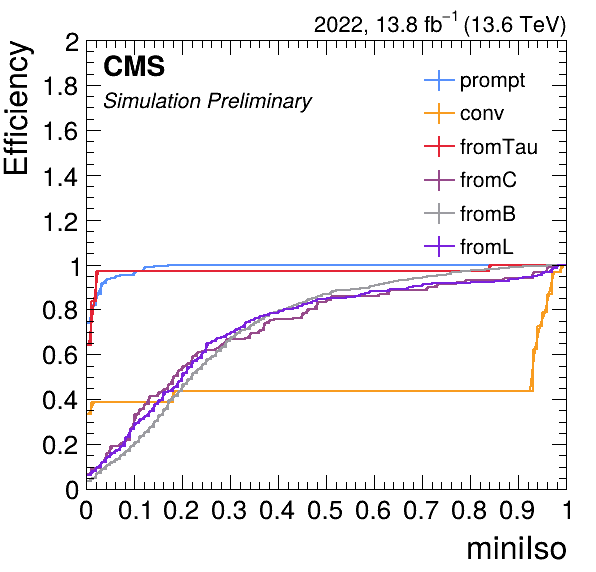 2022, 13.8 fb⁻¹ (13.6 TeV)
CMS
Simulation Preliminary
prompt
conv
fromTau
fromC
fromB
fromL
Efficiency
2
1.8
1.6
1.4
1.2
1
0.8
0.6
0.4
0.2
0
0 0.1 0.2 0.3 0.4 0.5 0.6 0.7 0.8 0.9 1
miniIso